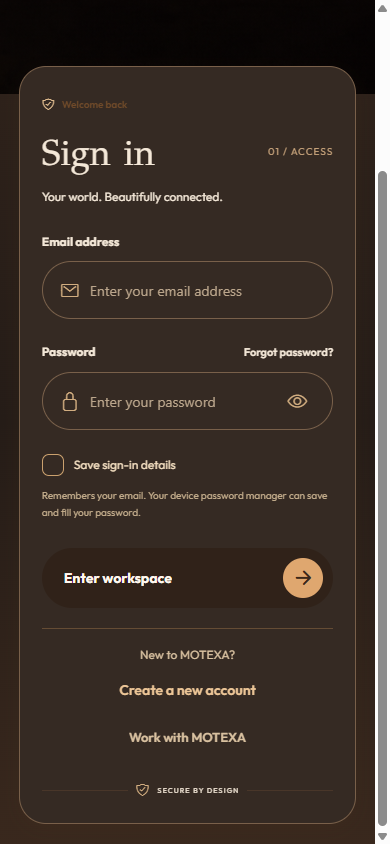 Welcome back
Sign in
01 / ACCESS
Your world. Beautifully connected.
Email address
Enter your email address
Password
Forgot password?
Enter your password
Save sign-in details
Remembers your email. Your device password manager can save
and fill your password.
Enter workspace
New to MOTEXA?
Create a new account
Work with MOTEXA
SECURE BY DESIGN